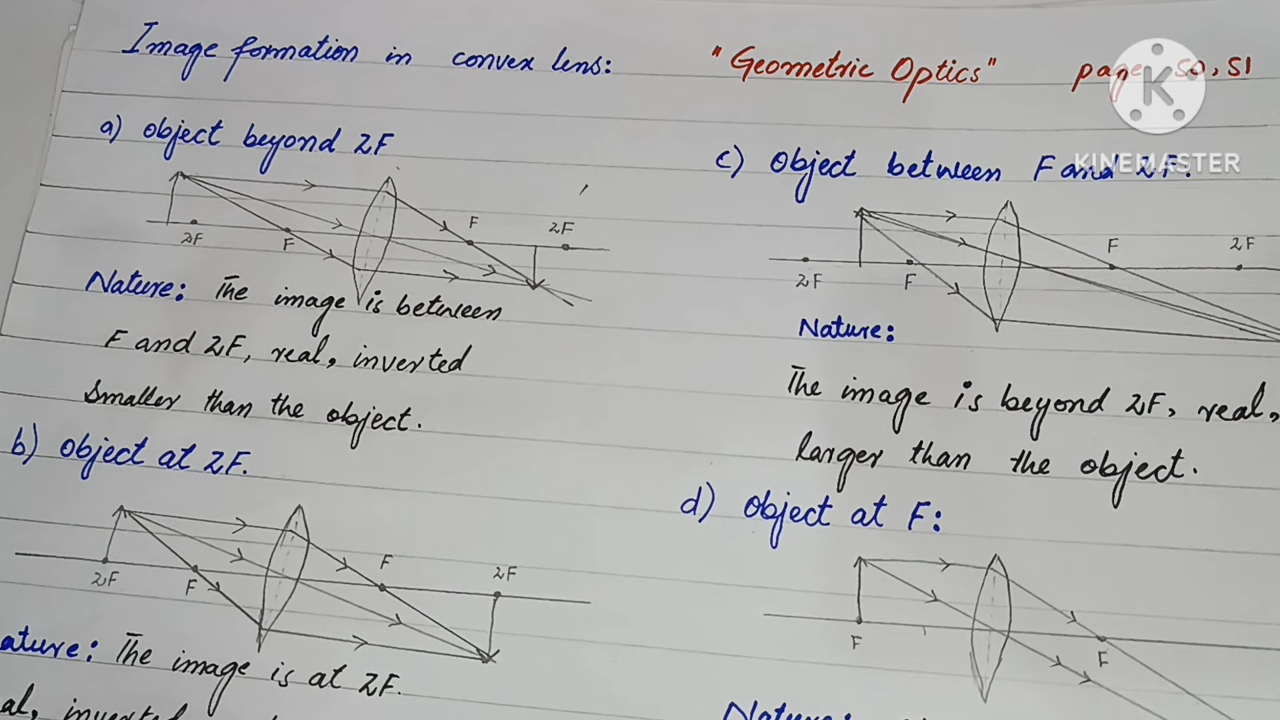 Image formation in convex lens:
"Geometric Optics" page 50, 51
K
KINEMASTER
a) object beyond 2F
2F
F
F
2F
Nature: The image is between
F and 2F, real, inverted
smaller than the object.
b) object at 2F.
2F
F
F
2F
ature: The image is at 2F.
al, inverted
c) Object between F and 2F.
2F
F
F
2F
Nature:
The image is beyond 2F, real,
larger than the object.
d) object at F:
F
F
Nature: